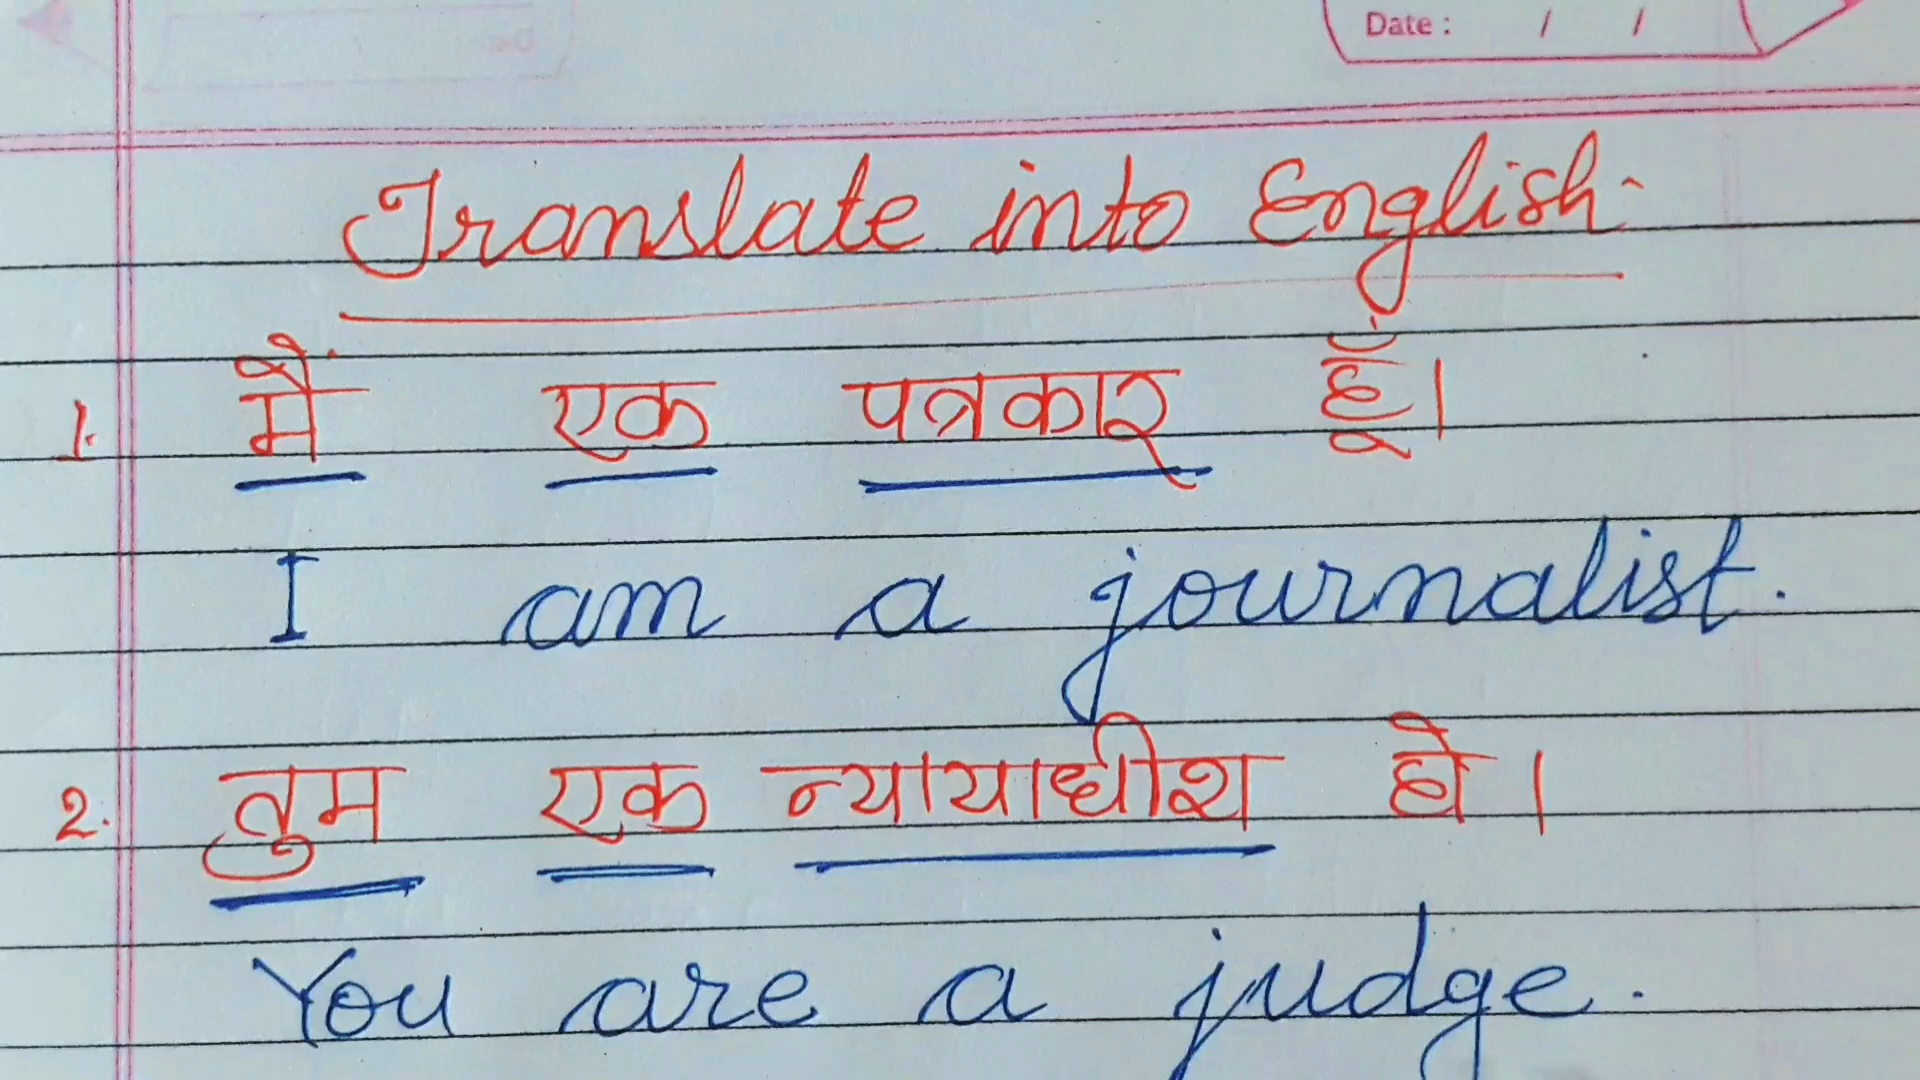 Date : / /
Translate into English:
1. मैं एक पत्रकार हूँ।
I am a journalist.
2. तुम एक न्यायाधीश हो।
You are a judge.